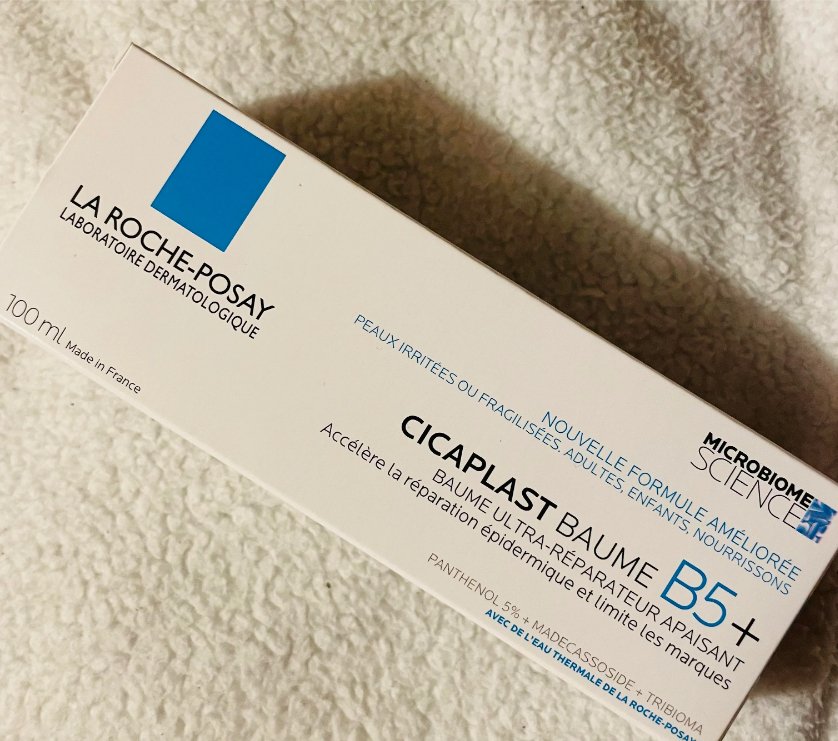 LA ROCHE-POSAY
LABORATOIRE DERMATOLOGIQUE
100 ml Made in France
MICROBIOME
SCIENCE
NOUVELLE FORMULE AMÉLIORÉE
PEAUX IRRITÉES OU FRAGILISÉES, ADULTES, ENFANTS, NOURRISSONS
CICAPLAST BAUME B5+
BAUME ULTRA-RÉPARATEUR APAISANT
Accélère la réparation épidermique et limite les marques
PANTHENOL 5% + MADECASSOSIDE + TRIBIOMA
AVEC DE L'EAU THERMALE DE LA ROCHE-POSAY